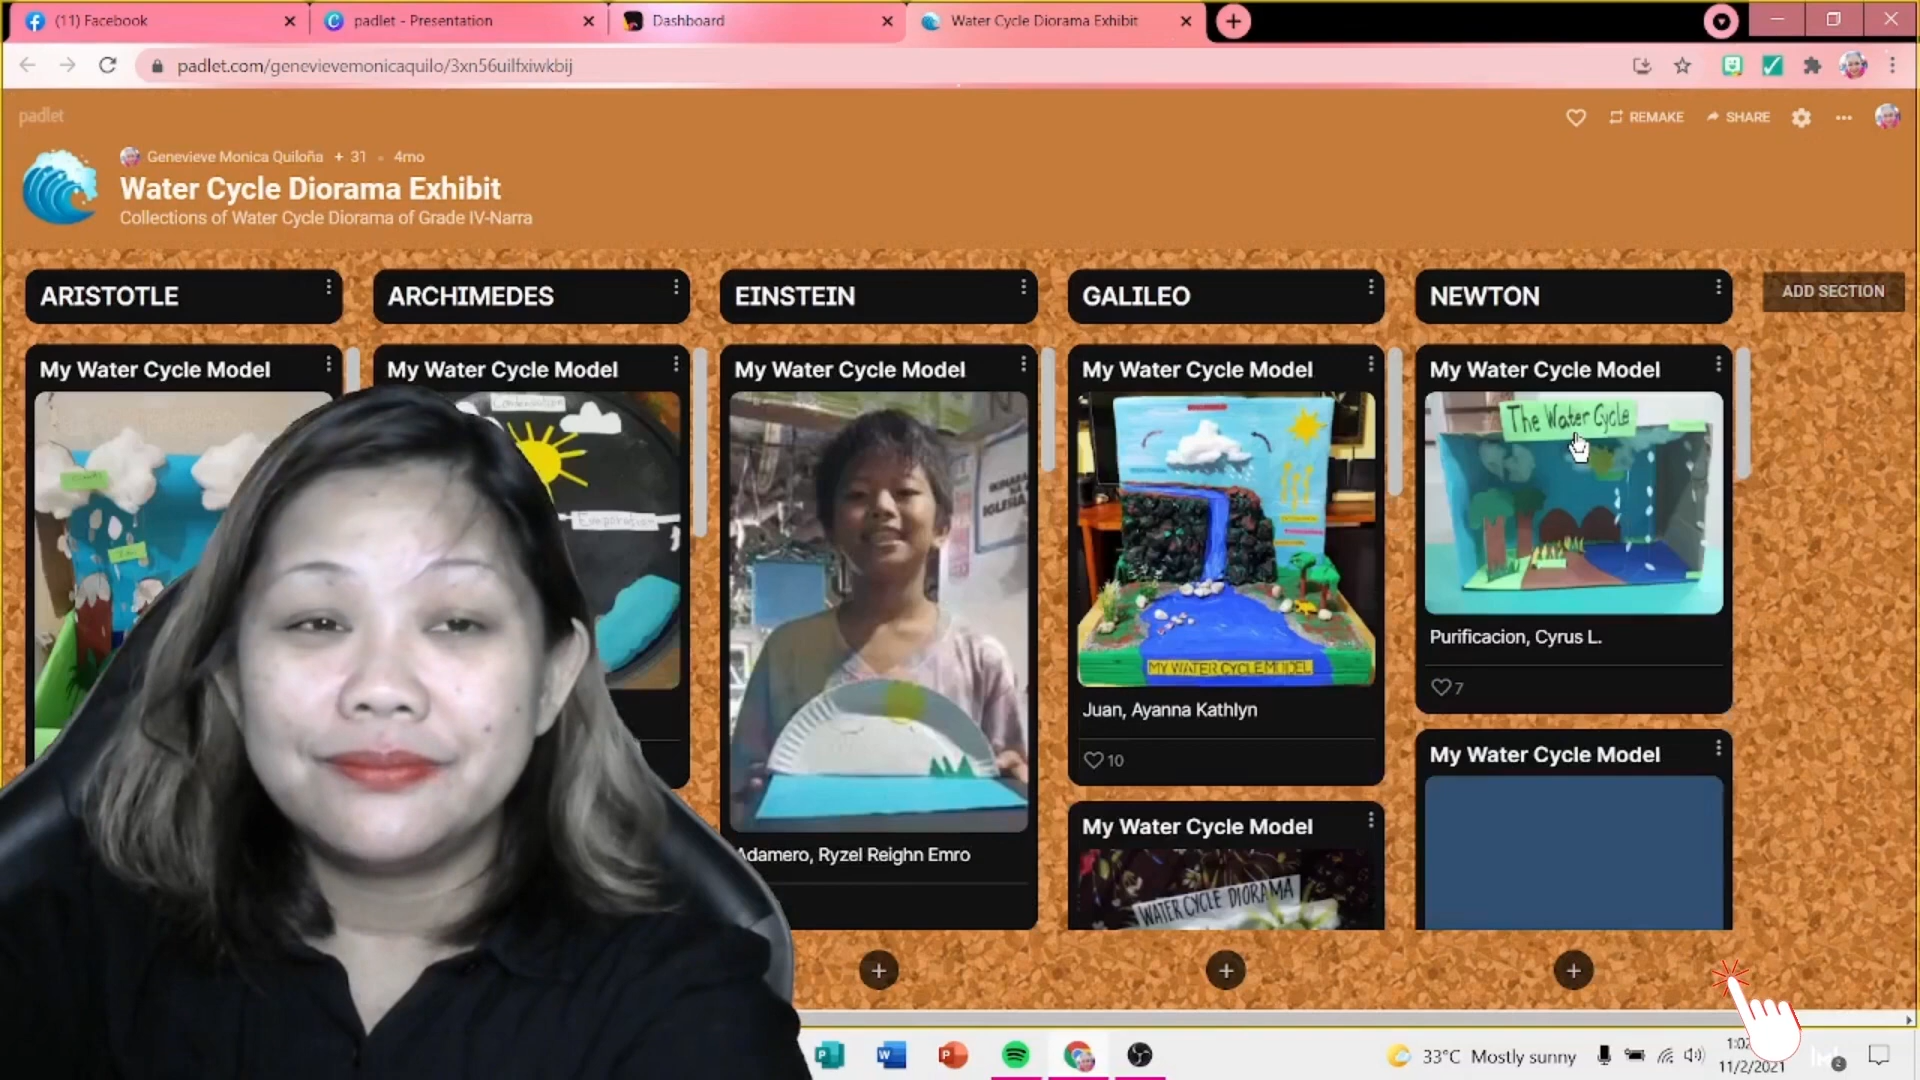 (11) Facebook
padlet - Presentation
Dashboard
Water Cycle Diorama Exhibit
padlet.com/genevievemonicaquilo/3xn56uilfxiwkbij
padlet
REMAKE
SHARE
Genevieve Monica Quiloña + 31 • 4mo
Water Cycle Diorama Exhibit
Collections of Water Cycle Diorama of Grade IV-Narra
ARISTOTLE
ARCHIMEDES
EINSTEIN
GALILEO
NEWTON
ADD SECTION
My Water Cycle Model
My Water Cycle Model
Condensation
Evaporation
My Water Cycle Model
IGLESIA
Adamero, Ryzel Reighn Emro
My Water Cycle Model
MY WATER CYCLE MODEL
Juan, Ayanna Kathlyn
10
My Water Cycle Model
WATER CYCLE DIORAMA
My Water Cycle Model
The Water Cycle
Purificacion, Cyrus L.
7
My Water Cycle Model
33°C Mostly sunny
11/2/2021
2